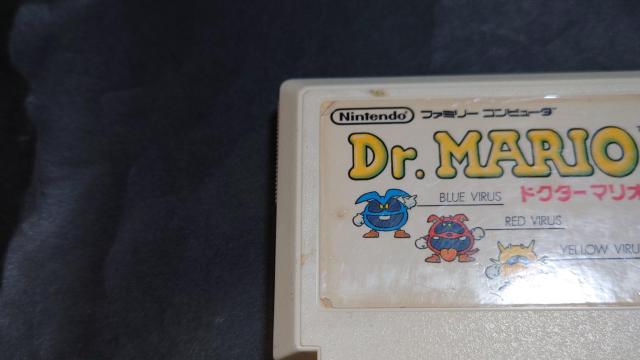 Nintendo ファミリー コンピュータ
Dr. MARIO
BLUE VIRUS ドクターマリオ
RED VIRUS
YELLOW VIRU